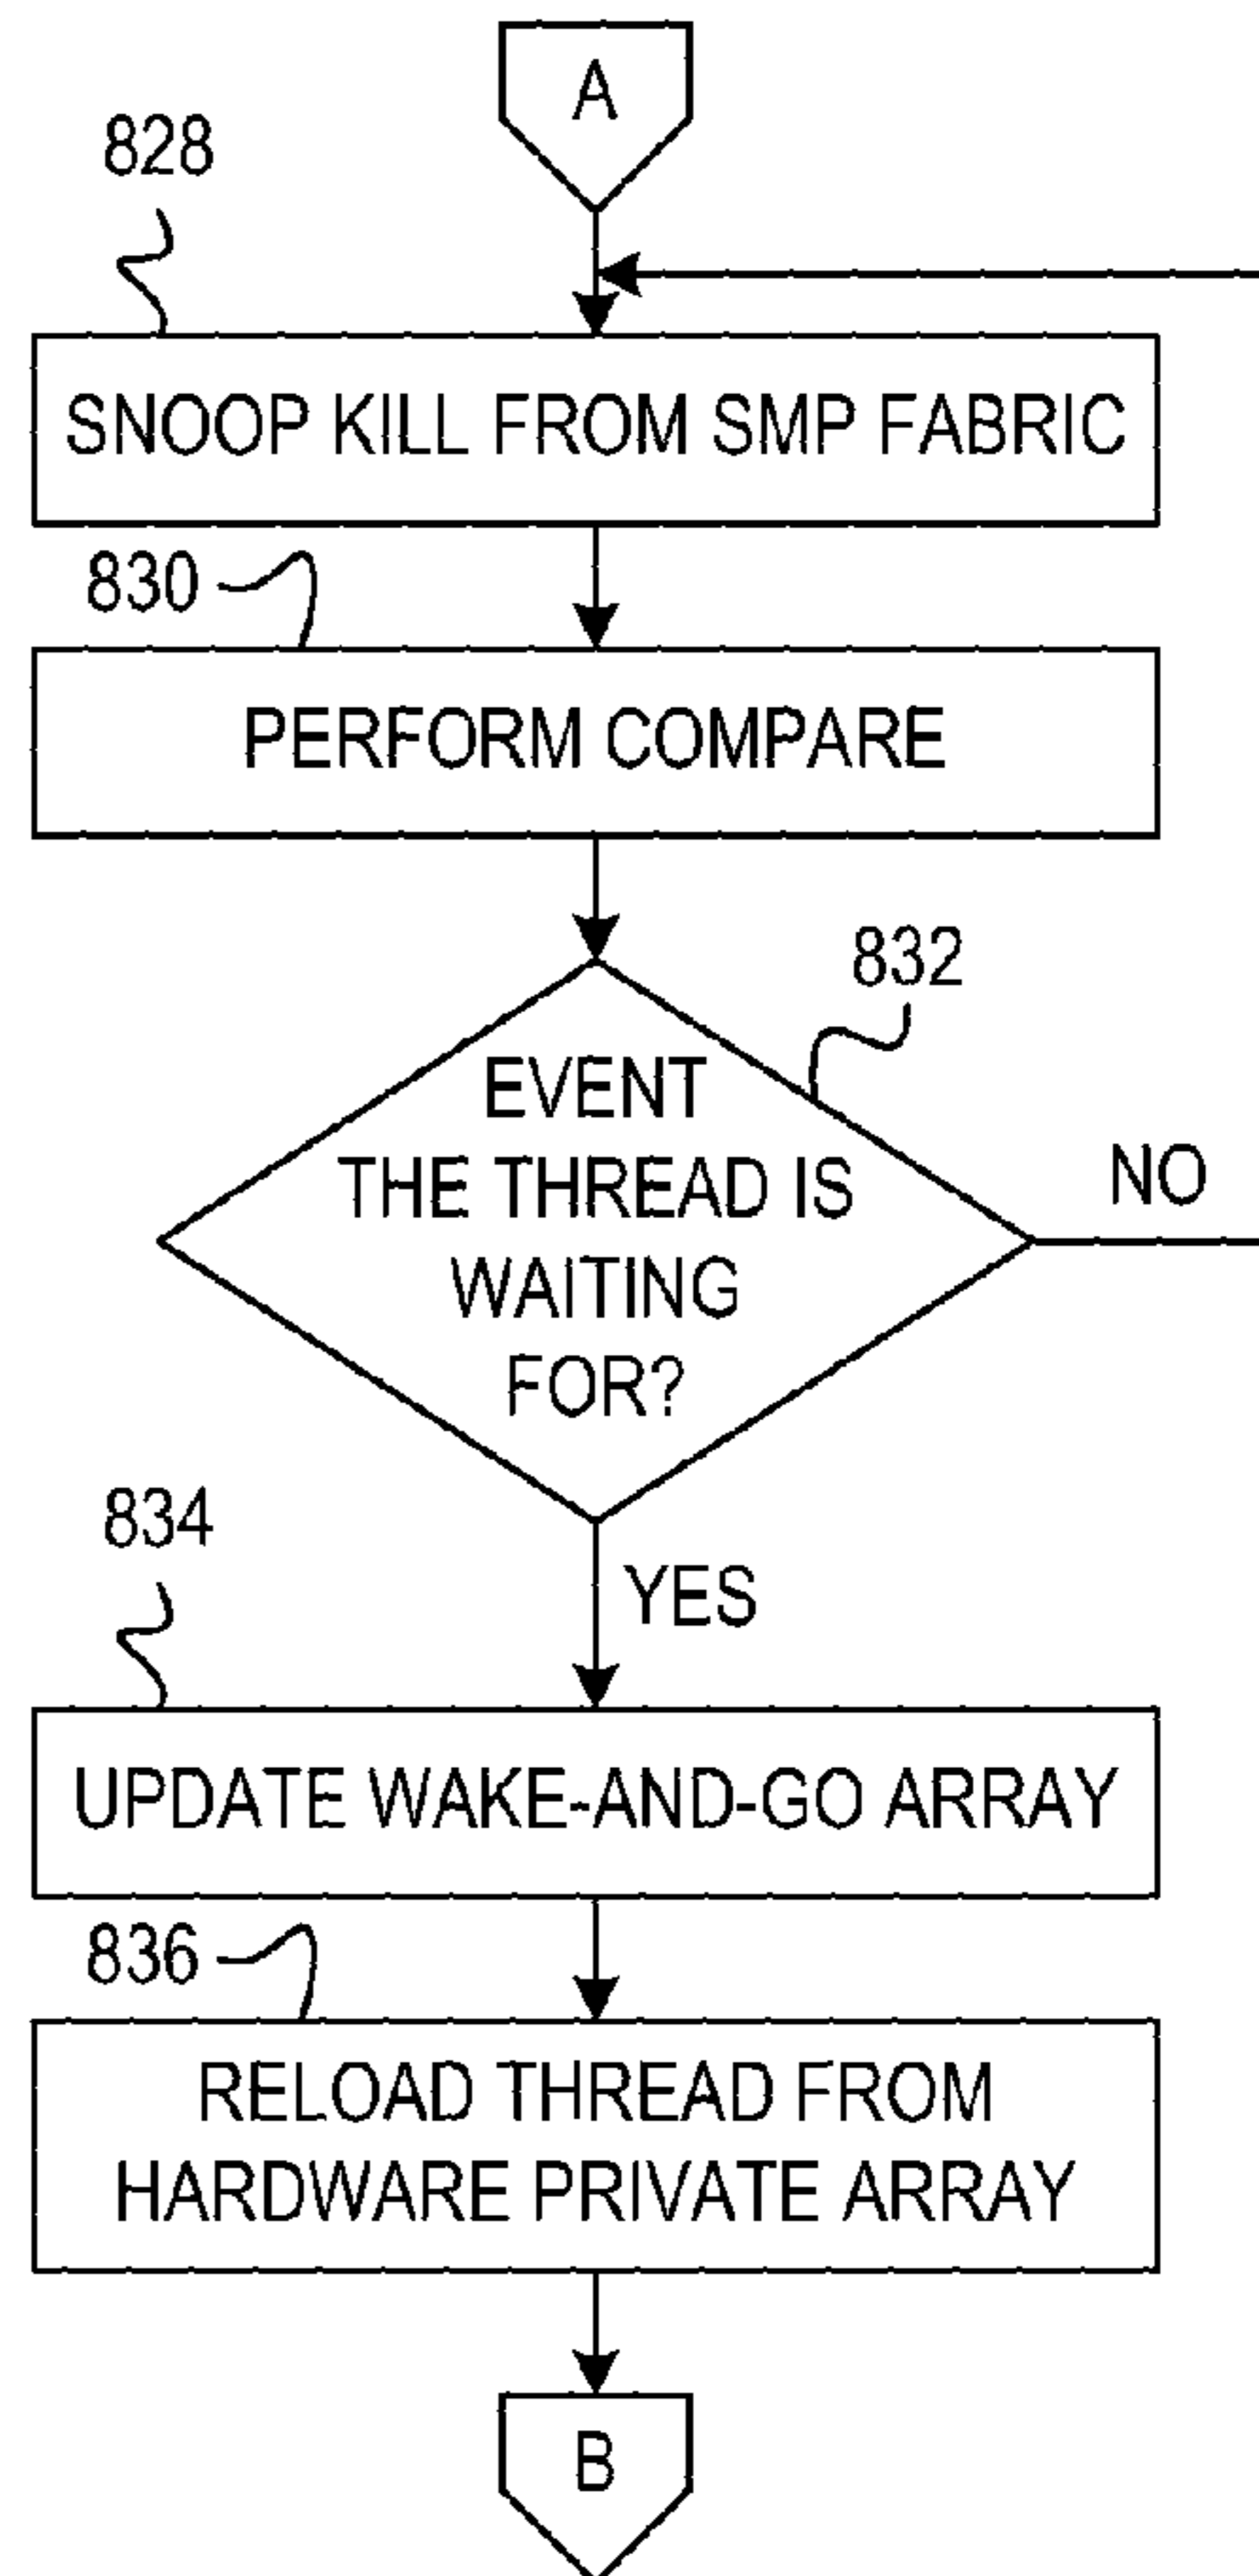 A
828
SNOOP KILL FROM SMP FABRIC
830
PERFORM COMPARE
832
EVENT
THE THREAD IS
WAITING
FOR?
NO
834
YES
UPDATE WAKE-AND-GO ARRAY
836
RELOAD THREAD FROM
HARDWARE PRIVATE ARRAY
B